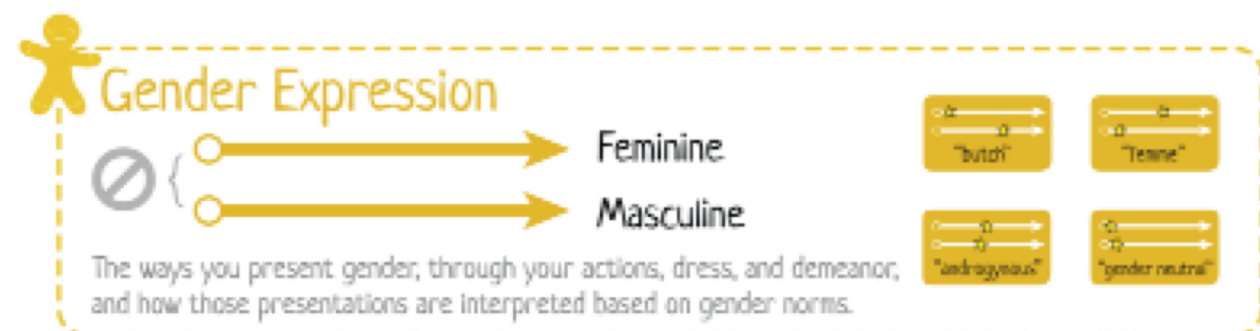 Gender Expression
Feminine
Masculine
The ways you present gender, through your actions, dress, and demeanor,
and how those presentations are interpreted based on gender norms.
"butch"
"femme"
"androgynous"
"gender neutral"